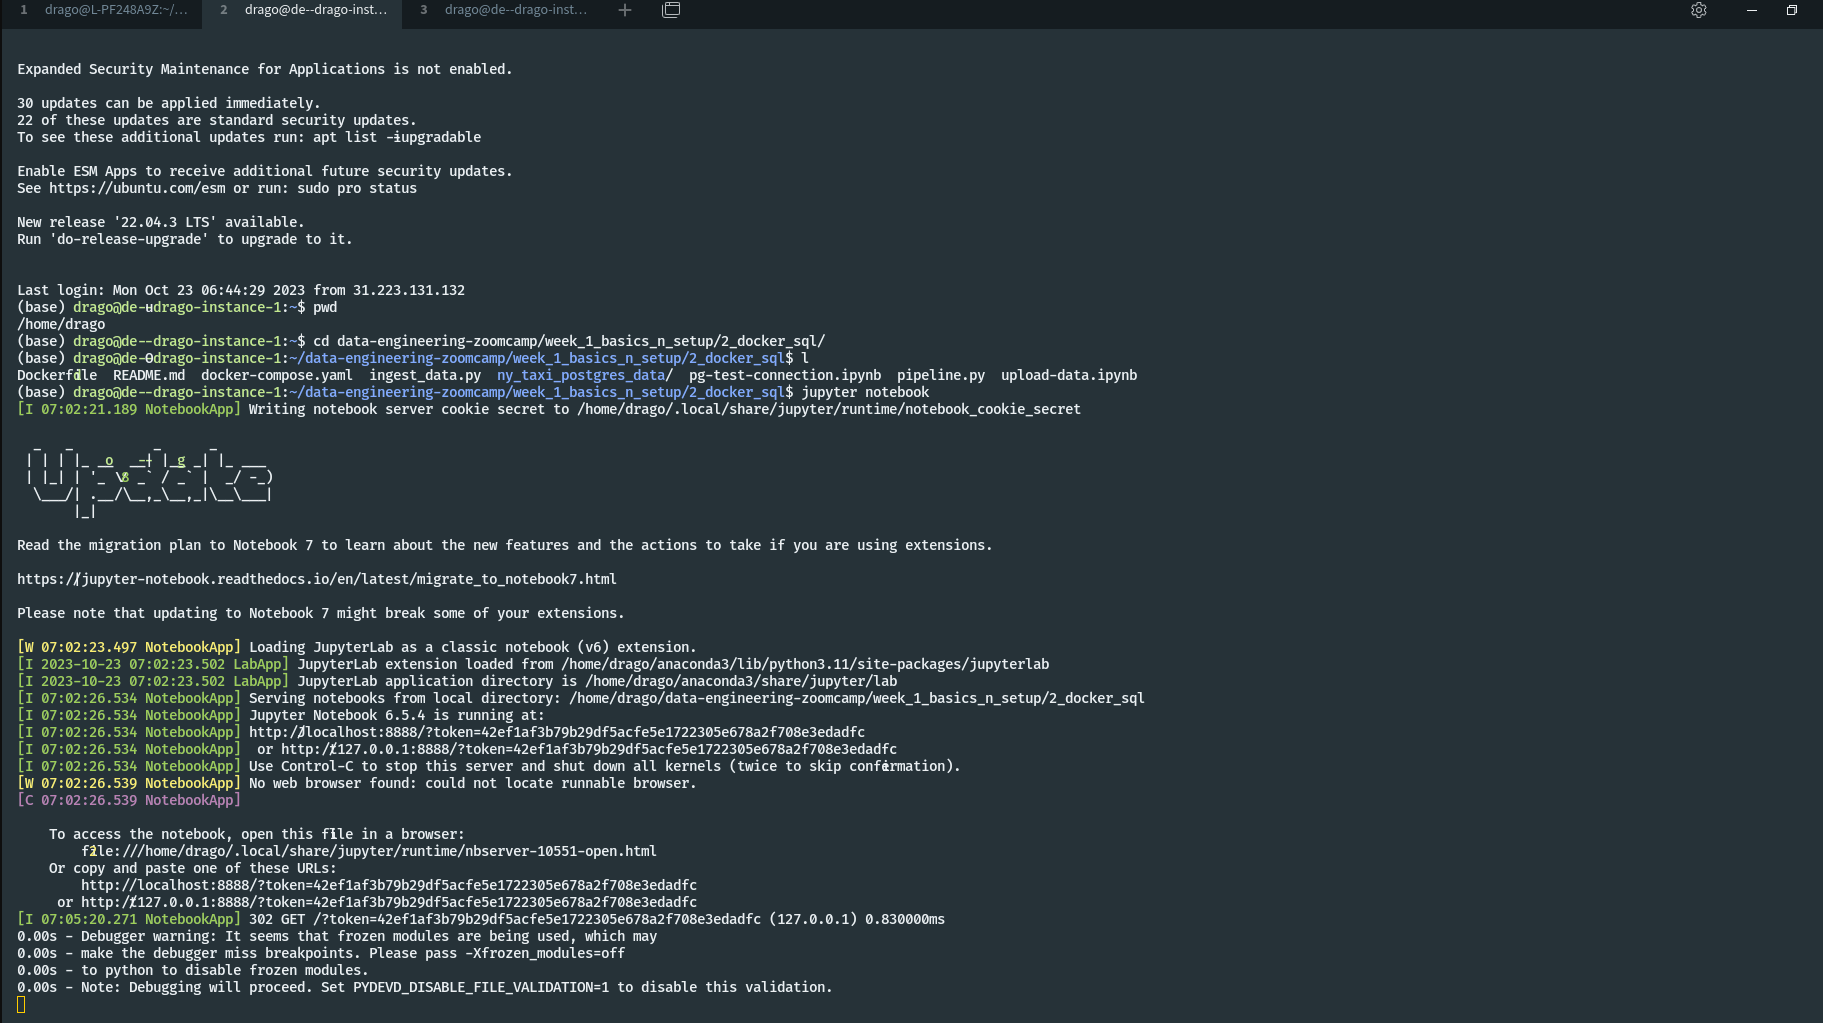 1 drago@L-PF248A9Z:~/... 2 drago@de--drago-inst... 3 drago@de--drago-inst...
Expanded Security Maintenance for Applications is not enabled.
30 updates can be applied immediately.
22 of these updates are standard security updates.
To see these additional updates run: apt list --upgradable
Enable ESM Apps to receive additional future security updates.
See https://ubuntu.com/esm or run: sudo pro status
New release '22.04.3 LTS' available.
Run 'do-release-upgrade' to upgrade to it.
Last login: Mon Oct 23 06:44:29 2023 from 31.223.131.132
(base) drago@de--drago-instance-1:~$ pwd
/home/drago
(base) drago@de--drago-instance-1:~$ cd data-engineering-zoomcamp/week_1_basics_n_setup/2_docker_sql/
(base) drago@de--drago-instance-1:~/data-engineering-zoomcamp/week_1_basics_n_setup/2_docker_sql$ l
Dockerfile  README.md  docker-compose.yaml  ingest_data.py  ny_taxi_postgres_data/  pg-test-connection.ipynb  pipeline.py  upload-data.ipynb
(base) drago@de--drago-instance-1:~/data-engineering-zoomcamp/week_1_basics_n_setup/2_docker_sql$ jupyter notebook
[I 07:02:21.189 NotebookApp] Writing notebook server cookie secret to /home/drago/.local/share/jupyter/runtime/notebook_cookie_secret
Update
Read the migration plan to Notebook 7 to learn about the new features and the actions to take if you are using extensions.
https://jupyter-notebook.readthedocs.io/en/latest/migrate_to_notebook7.html
Please note that updating to Notebook 7 might break some of your extensions.
[W 07:02:23.497 NotebookApp] Loading JupyterLab as a classic notebook (v6) extension.
[I 2023-10-23 07:02:23.502 LabApp] JupyterLab extension loaded from /home/drago/anaconda3/lib/python3.11/site-packages/jupyterlab
[I 2023-10-23 07:02:23.502 LabApp] JupyterLab application directory is /home/drago/anaconda3/share/jupyter/lab
[I 07:02:26.534 NotebookApp] Serving notebooks from local directory: /home/drago/data-engineering-zoomcamp/week_1_basics_n_setup/2_docker_sql
[I 07:02:26.534 NotebookApp] Jupyter Notebook 6.5.4 is running at:
[I 07:02:26.534 NotebookApp] http://localhost:8888/?token=42ef1af3b79b29df5acfe5e1722305e678a2f708e3edadfc
[I 07:02:26.534 NotebookApp]  or http://127.0.0.1:8888/?token=42ef1af3b79b29df5acfe5e1722305e678a2f708e3edadfc
[I 07:02:26.534 NotebookApp] Use Control-C to stop this server and shut down all kernels (twice to skip confirmation).
[W 07:02:26.539 NotebookApp] No web browser found: could not locate runnable browser.
[C 07:02:26.539 NotebookApp]
To access the notebook, open this file in a browser:
file:///home/drago/.local/share/jupyter/runtime/nbserver-10551-open.html
Or copy and paste one of these URLs:
http://localhost:8888/?token=42ef1af3b79b29df5acfe5e1722305e678a2f708e3edadfc
or http://127.0.0.1:8888/?token=42ef1af3b79b29df5acfe5e1722305e678a2f708e3edadfc
[I 07:05:20.271 NotebookApp] 302 GET /?token=42ef1af3b79b29df5acfe5e1722305e678a2f708e3edadfc (127.0.0.1) 0.830000ms
0.00s - Debugger warning: It seems that frozen modules are being used, which may
0.00s - make the debugger miss breakpoints. Please pass -Xfrozen_modules=off
0.00s - to python to disable frozen modules.
0.00s - Note: Debugging will proceed. Set PYDEVD_DISABLE_FILE_VALIDATION=1 to disable this validation.